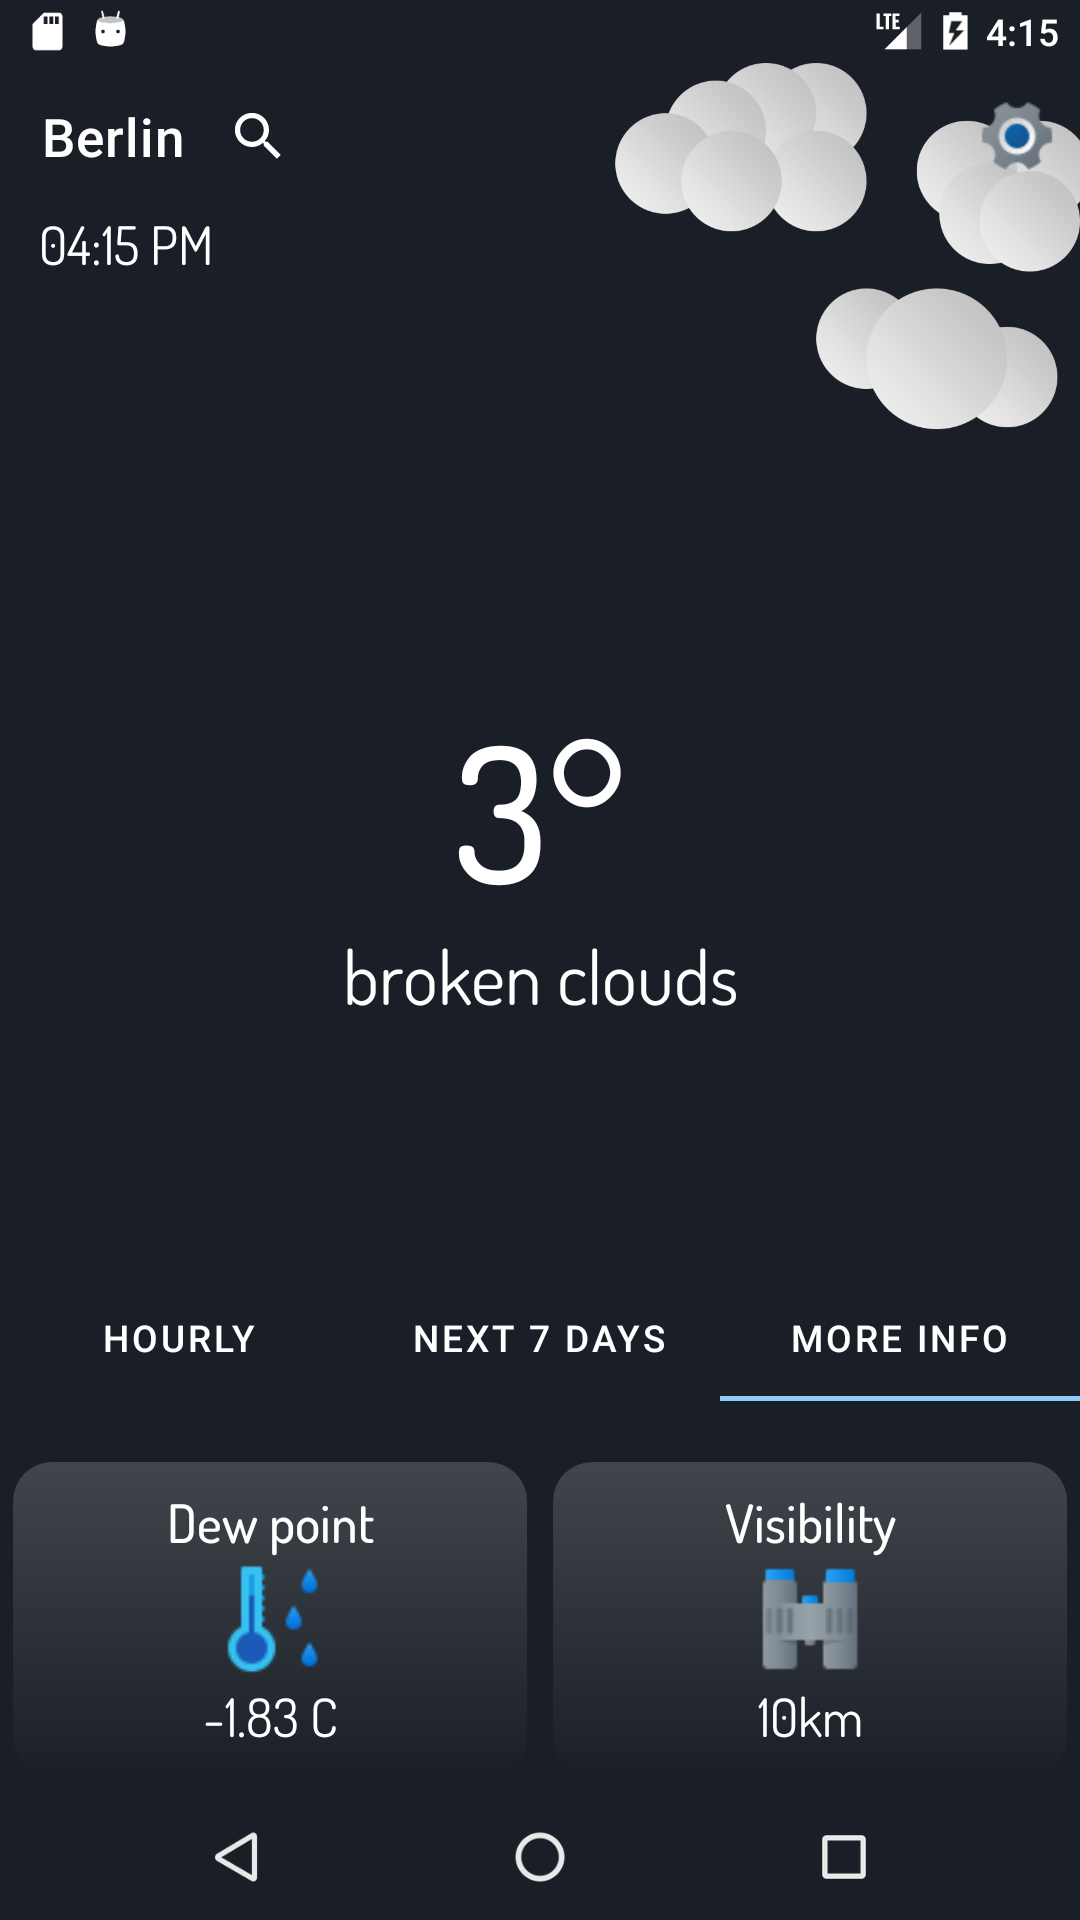 LTE 4:15
Berlin
04:15 PM
3°
broken clouds
HOURLY NEXT 7 DAYS MORE INFO
Dew point Visibility
-1.83 C 10km